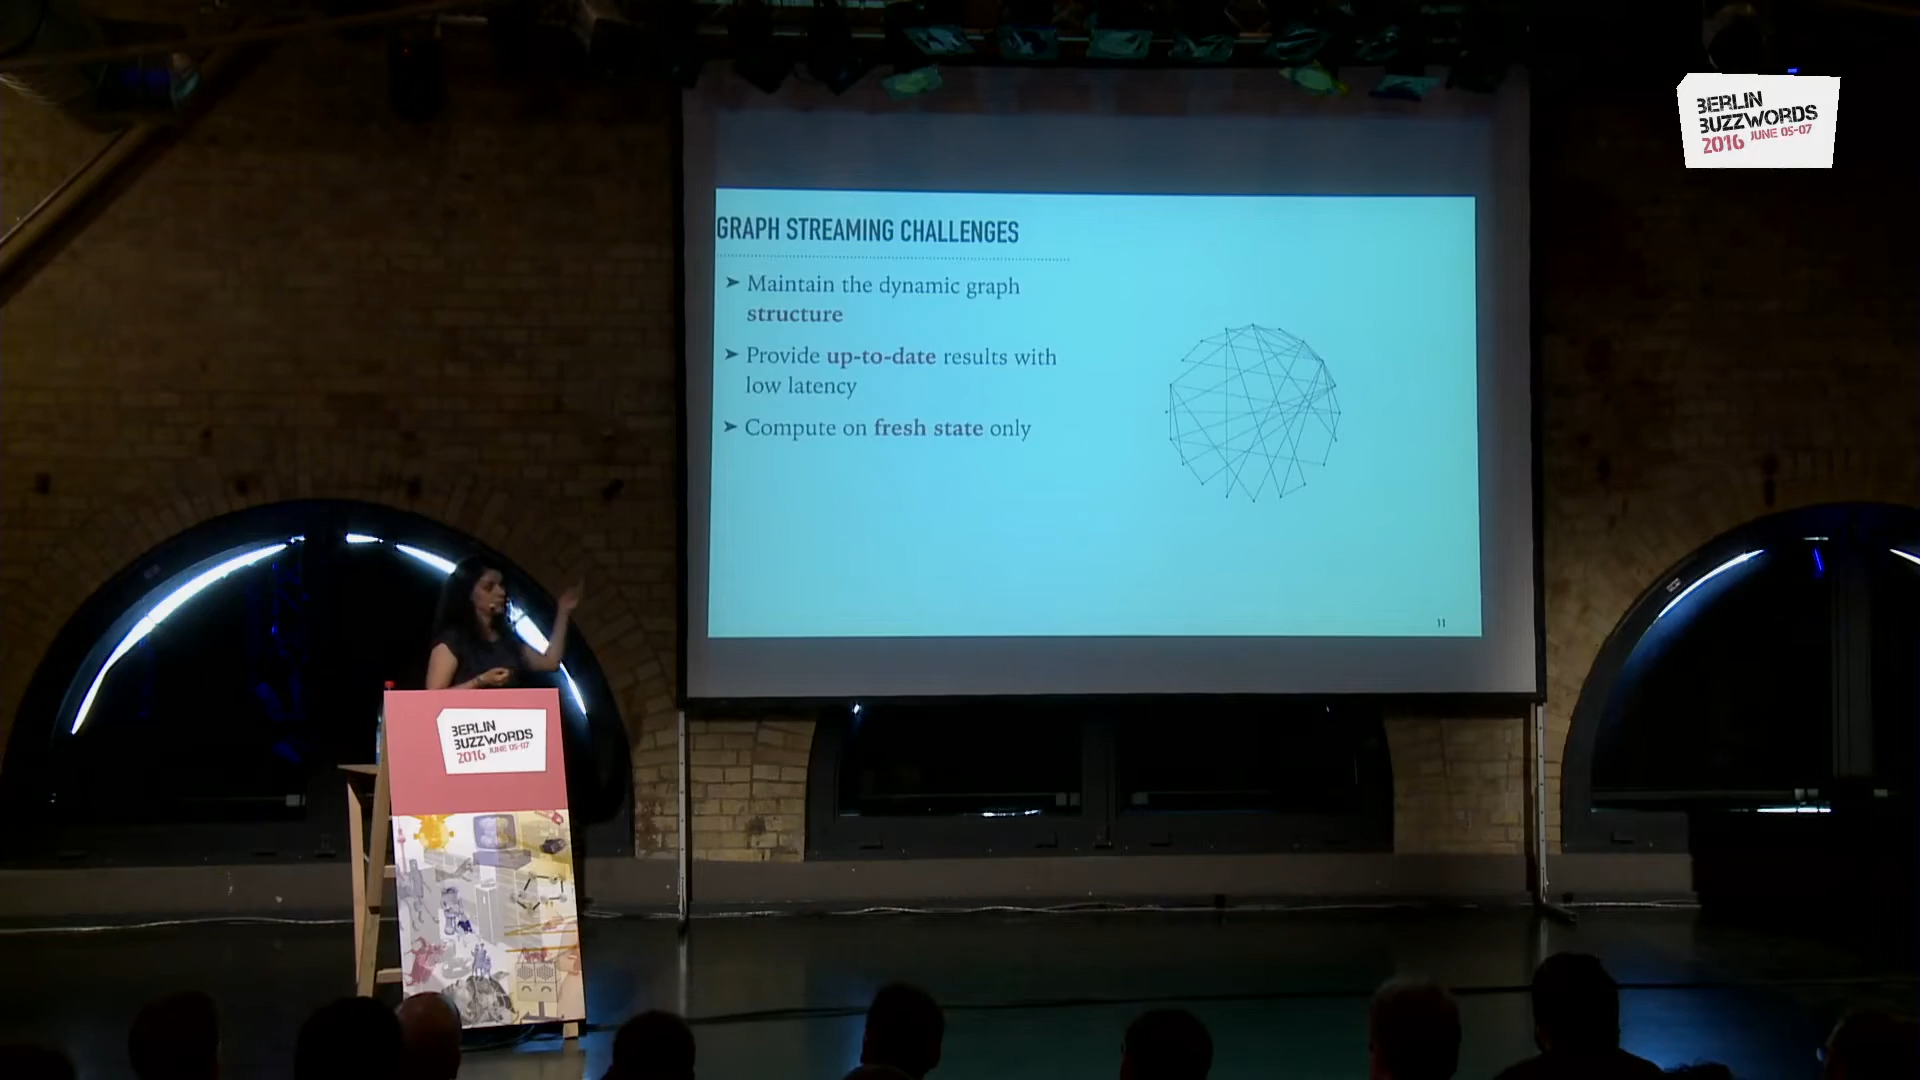 BERLIN
BUZZWORDS
2016 JUNE 05-07
GRAPH STREAMING CHALLENGES
➤ Maintain the dynamic graph
structure
➤ Provide up-to-date results with
low latency
➤ Compute on fresh state only
11
BERLIN
BUZZWORDS
2016 JUNE 05-07